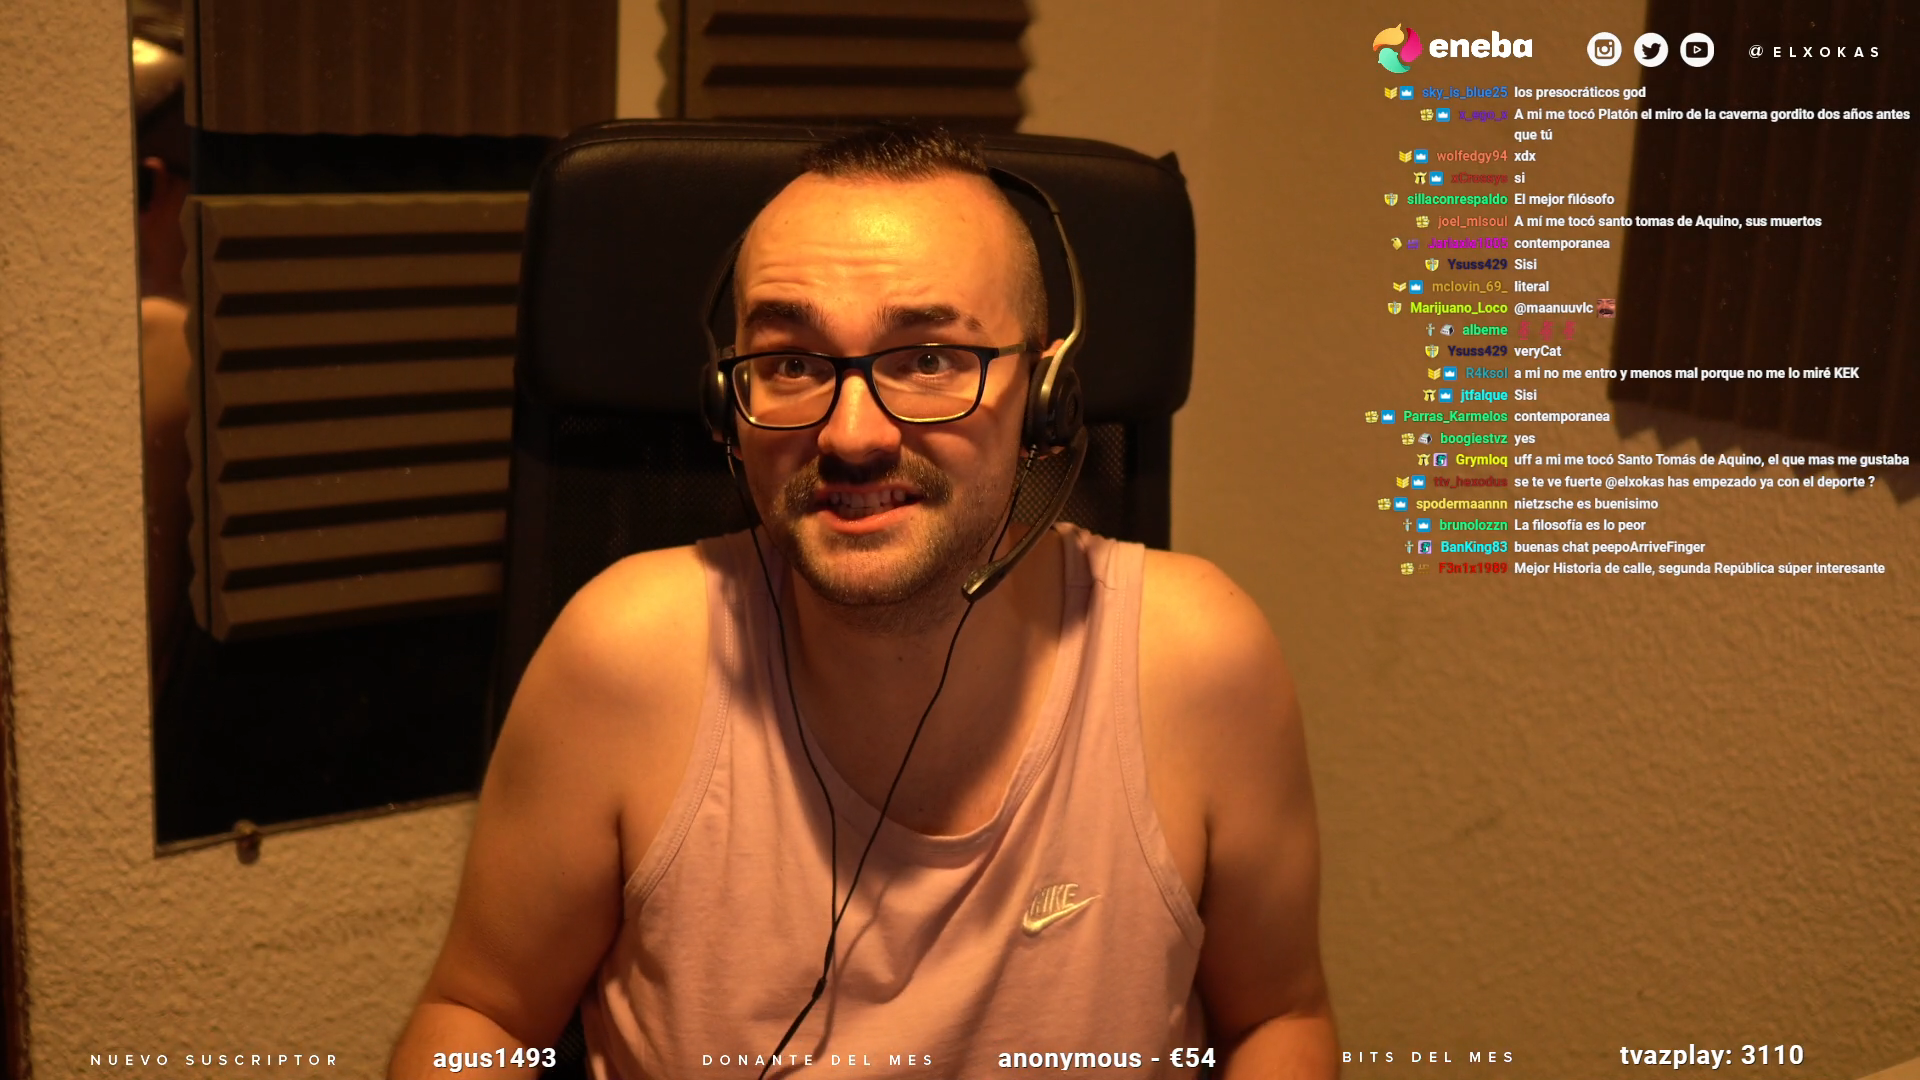 eneba
@ELXOKAS
sky_is_blue25 los presocráticos god
A mi me tocó Platón el miro de la caverna gordito dos años antes
que tú
wolfedgy94 xdx
si
sillaconrespaldo El mejor filósofo
joel_mlsoul A mí me tocó santo tomas de Aquino, sus muertos
contemporanea
Ysuss429 Sisi
mclovin_69_ literal
Marijuano_Loco @maanuuvlc
albeme
Ysuss429 veryCat
R4ksol a mi no me entro y menos mal porque no me lo miré KEK
jtfalque Sisi
Parras_Karmelos contemporanea
boogiestvz yes
Grymloq uff a mi me tocó Santo Tomás de Aquino, el que mas me gustaba
ttv_hexodus se te ve fuerte @elxokas has empezado ya con el deporte ?
spodermaannn nietzsche es buenisimo
brunolozzn La filosofía es lo peor
BanKing83 buenas chat peepoArriveFinger
F3n1x1989 Mejor Historia de calle, segunda República súper interesante
NIKE
NUEVO SUSCRIPTOR agus1493 DONANTE DEL MES anonymous - €54 BITS DEL MES tvazplay: 3110